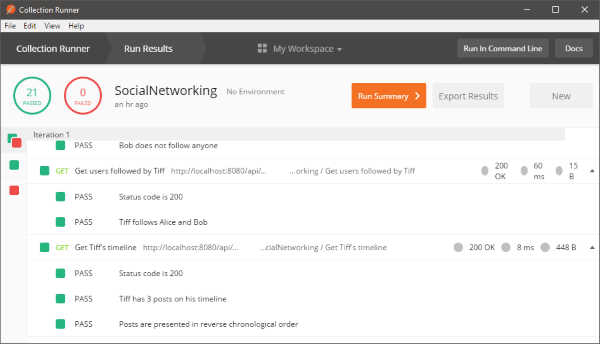 Collection Runner
File Edit View Help
Collection Runner Run Results My Workspace Run In Command Line Docs
21 PASSED 0 FAILED SocialNetworking No Environment Run Summary Export Results New
an hr ago
Iteration 1
PASS Bob does not follow anyone
GET Get users followed by Tiff http://localhost:8080/api/... ...orking / Get users followed by Tiff 200 OK 60 ms 15 B
PASS Status code is 200
PASS Tiff follows Alice and Bob
GET Get Tiff's timeline http://localhost:8080/api/... ...cialNetworking / Get Tiff's timeline 200 OK 8 ms 448 B
PASS Status code is 200
PASS Tiff has 3 posts on his timeline
PASS Posts are presented in reverse chronological order